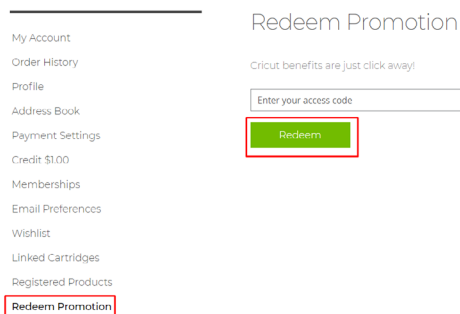 My Account
Order History
Profile
Address Book
Payment Settings
Credit $1.00
Memberships
Email Preferences
Wishlist
Linked Cartridges
Registered Products
Redeem Promotion
Redeem Promotion
Cricut benefits are just click away!
Enter your access code
Redeem